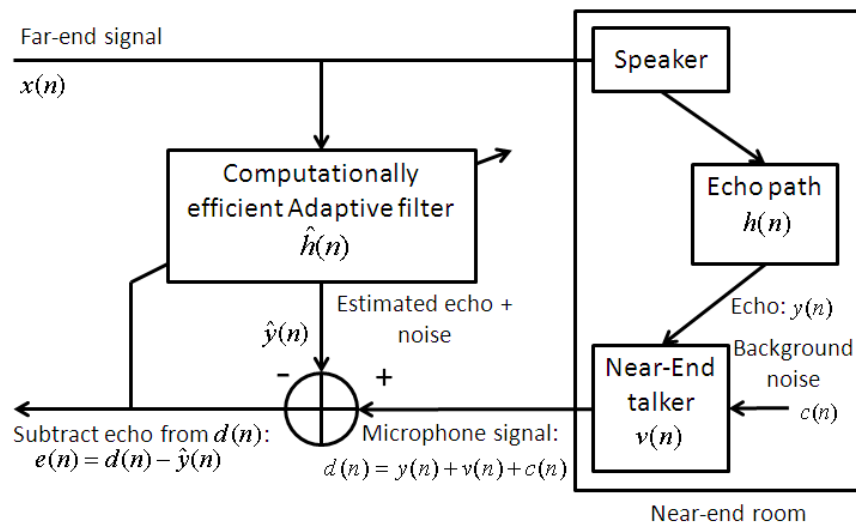 Far-end signal
x(n)
Speaker
Computationally
efficient Adaptive filter
ĥ(n)
Echo path
h(n)
Estimated echo +
noise
ŷ(n)
Echo: y(n)
Background
noise
c(n)
Near-End
talker
v(n)
-
+
Subtract echo from d(n):
e(n) = d(n) − ŷ(n)
Microphone signal:
d(n) = y(n) + v(n) + c(n)
Near-end room